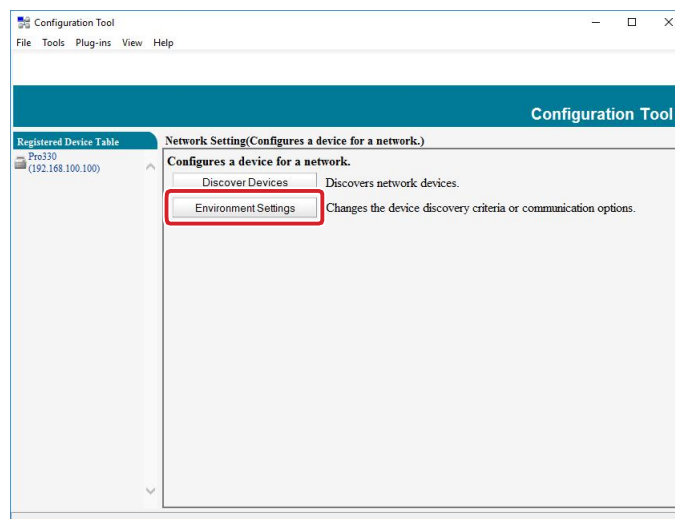 Configuration Tool
File Tools Plug-ins View Help
Configuration Tool
Registered Device Table
Pro330
(192.168.100.100)
Network Setting(Configures a device for a network.)
Configures a device for a network.
Discover Devices Discovers network devices.
Environment Settings Changes the device discovery criteria or communication options.